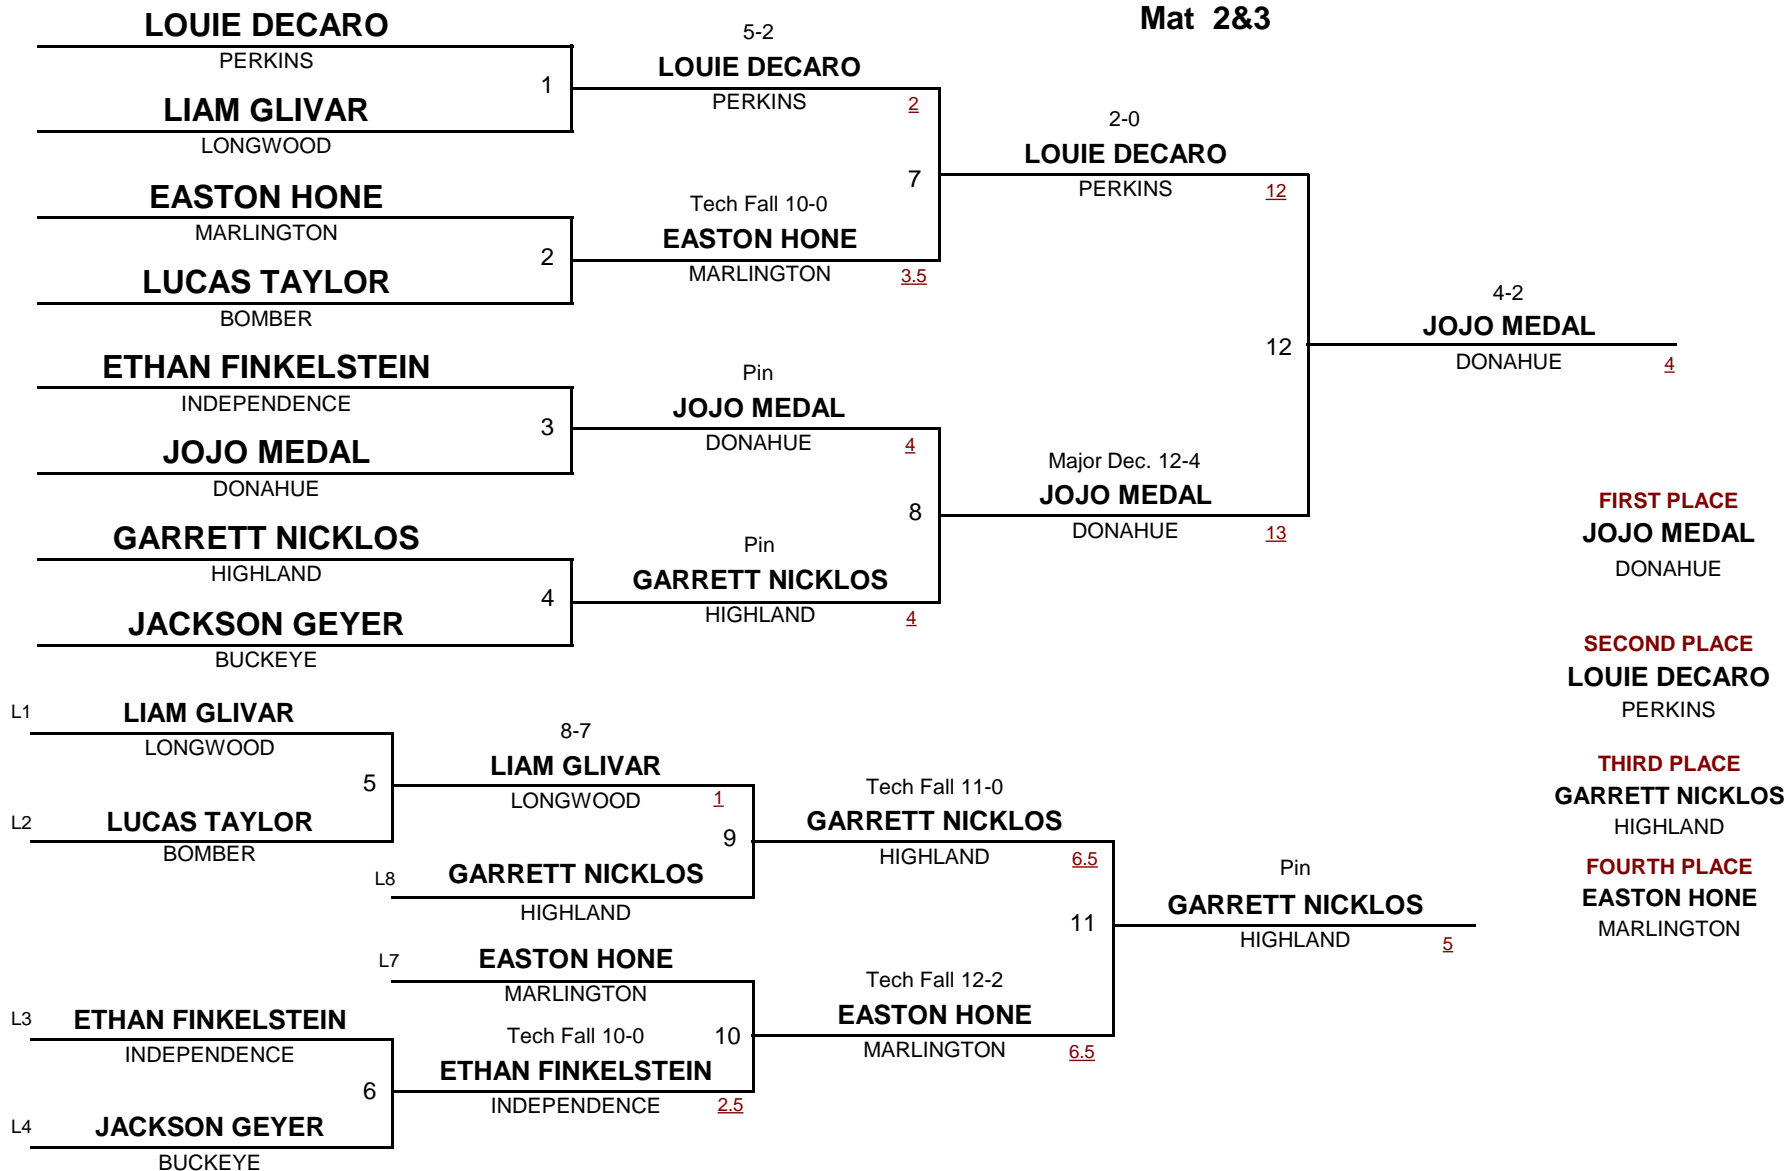 Mat 2&3
LOUIE DECARO
PERKINS
1
LIAM GLIVAR
LONGWOOD
EASTON HONE
MARLINGTON
2
LUCAS TAYLOR
BOMBER
ETHAN FINKELSTEIN
INDEPENDENCE
3
JOJO MEDAL
DONAHUE
GARRETT NICKLOS
HIGHLAND
4
JACKSON GEYER
BUCKEYE
5-2
LOUIE DECARO
PERKINS 2
7
Tech Fall 10-0
EASTON HONE
MARLINGTON 3.5
Pin
JOJO MEDAL
DONAHUE 4
8
Pin
GARRETT NICKLOS
HIGHLAND 4
2-0
LOUIE DECARO
PERKINS 12
12
Major Dec. 12-4
JOJO MEDAL
DONAHUE 13
4-2
JOJO MEDAL
DONAHUE 4
FIRST PLACE
JOJO MEDAL
DONAHUE
SECOND PLACE
LOUIE DECARO
PERKINS
THIRD PLACE
GARRETT NICKLOS
HIGHLAND
FOURTH PLACE
EASTON HONE
MARLINGTON
L1 LIAM GLIVAR
LONGWOOD
5
L2 LUCAS TAYLOR
BOMBER
L3 ETHAN FINKELSTEIN
INDEPENDENCE
6
L4 JACKSON GEYER
BUCKEYE
8-7
LIAM GLIVAR
LONGWOOD 1
9
L8 GARRETT NICKLOS
HIGHLAND
L7 EASTON HONE
MARLINGTON
Tech Fall 10-0 10
ETHAN FINKELSTEIN
INDEPENDENCE 2.5
Tech Fall 11-0
GARRETT NICKLOS
HIGHLAND 6.5
11
Tech Fall 12-2
EASTON HONE
MARLINGTON 6.5
Pin
GARRETT NICKLOS
HIGHLAND 5